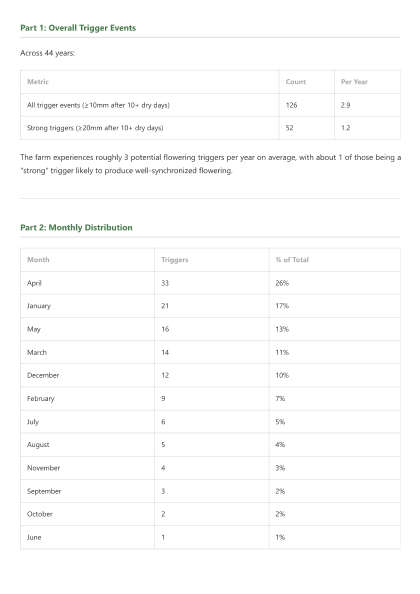 Part 1: Overall Trigger Events
Across 44 years:
Metric Count Per Year
All trigger events (≥10mm after 10+ dry days) 126 2.9
Strong triggers (≥20mm after 10+ dry days) 52 1.2
The farm experiences roughly 3 potential flowering triggers per year on average, with about 1 of those being a
"strong" trigger likely to produce well-synchronized flowering.
Part 2: Monthly Distribution
Month Triggers % of Total
April 33 26%
January 21 17%
May 16 13%
March 14 11%
December 12 10%
February 9 7%
July 6 5%
August 5 4%
November 4 3%
September 3 2%
October 2 2%
June 1 1%